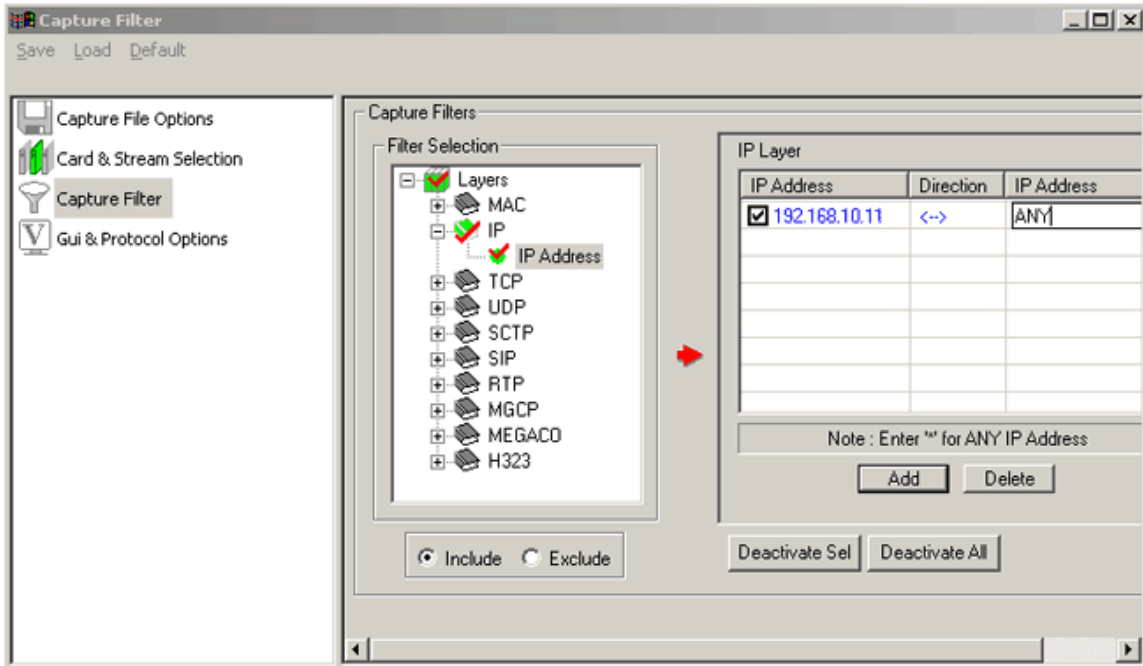 Capture Filter
Save Load Default
Capture File Options
Card & Stream Selection
Capture Filter
Gui & Protocol Options
Capture Filters
Filter Selection
Layers
MAC
IP
IP Address
TCP
UDP
SCTP
SIP
RTP
MGCP
MEGACO
H323
Include Exclude
IP Layer
IP Address Direction IP Address
192.168.10.11 <--> ANY
Note : Enter '*' for ANY IP Address
Add Delete
Deactivate Sel Deactivate All